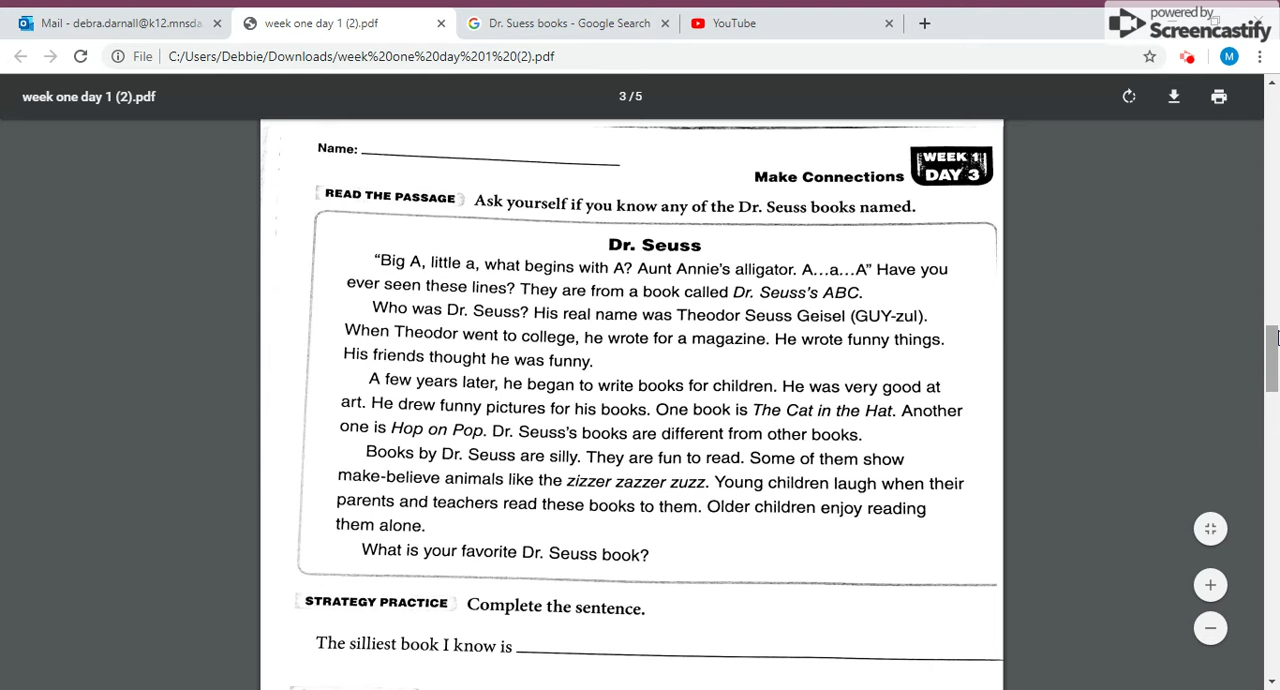 Mail - debra.darnall@k12.mnsda.
week one day 1 (2).pdf
Dr. Suess books - Google Search
YouTube
powered by
Screencastify
File
C:/Users/Debbie/Downloads/week%20one%20day%201%20(2).pdf
M
week one day 1 (2).pdf
3 / 5
Name:
WEEK 1
DAY 3
Make Connections
READ THE PASSAGE Ask yourself if you know any of the Dr. Seuss books named.
Dr. Seuss
“Big A, little a, what begins with A? Aunt Annie’s alligator. A...a...A” Have you
ever seen these lines? They are from a book called Dr. Seuss’s ABC.
Who was Dr. Seuss? His real name was Theodor Seuss Geisel (GUY-zul).
When Theodor went to college, he wrote for a magazine. He wrote funny things.
His friends thought he was funny.
A few years later, he began to write books for children. He was very good at
art. He drew funny pictures for his books. One book is The Cat in the Hat. Another
one is Hop on Pop. Dr. Seuss’s books are different from other books.
Books by Dr. Seuss are silly. They are fun to read. Some of them show
make-believe animals like the zizzer zazzer zuzz. Young children laugh when their
parents and teachers read these books to them. Older children enjoy reading
them alone.
What is your favorite Dr. Seuss book?
STRATEGY PRACTICE Complete the sentence.
The silliest book I know is